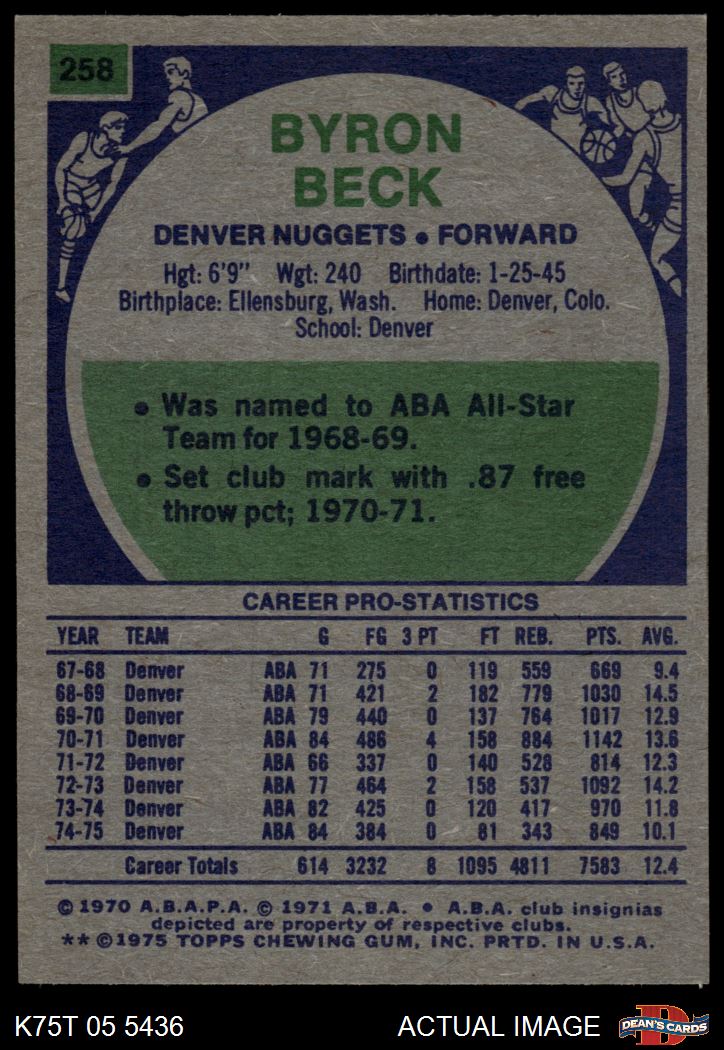 258
BYRON
BECK
DENVER NUGGETS • FORWARD
Hgt: 6'9" Wgt: 240 Birthdate: 1-25-45
Birthplace: Ellensburg, Wash. Home: Denver, Colo.
School: Denver
• Was named to ABA All-Star
Team for 1968-69.
• Set club mark with .87 free
throw pct; 1970-71.
CAREER PRO-STATISTICS
YEAR TEAM G FG 3 PT FT REB. PTS. AVG.
67-68 Denver ABA 71 275 0 119 559 669 9.4
68-69 Denver ABA 71 421 2 182 779 1030 14.5
69-70 Denver ABA 79 440 0 137 764 1017 12.9
70-71 Denver ABA 84 486 4 158 884 1142 13.6
71-72 Denver ABA 66 337 0 140 528 814 12.3
72-73 Denver ABA 77 464 2 158 537 1092 14.2
73-74 Denver ABA 82 425 0 120 417 970 11.8
74-75 Denver ABA 84 384 0 81 343 849 10.1
Career Totals 614 3232 8 1095 4811 7583 12.4
© 1970 A.B.A.P.A. © 1971 A.B.A. • A.B.A. club insignias
depicted are property of respective clubs.
** © 1975 TOPPS CHEWING GUM, INC. PRTD. IN U.S.A.
K75T 05 5436 ACTUAL IMAGE D DEAN'S CARDS